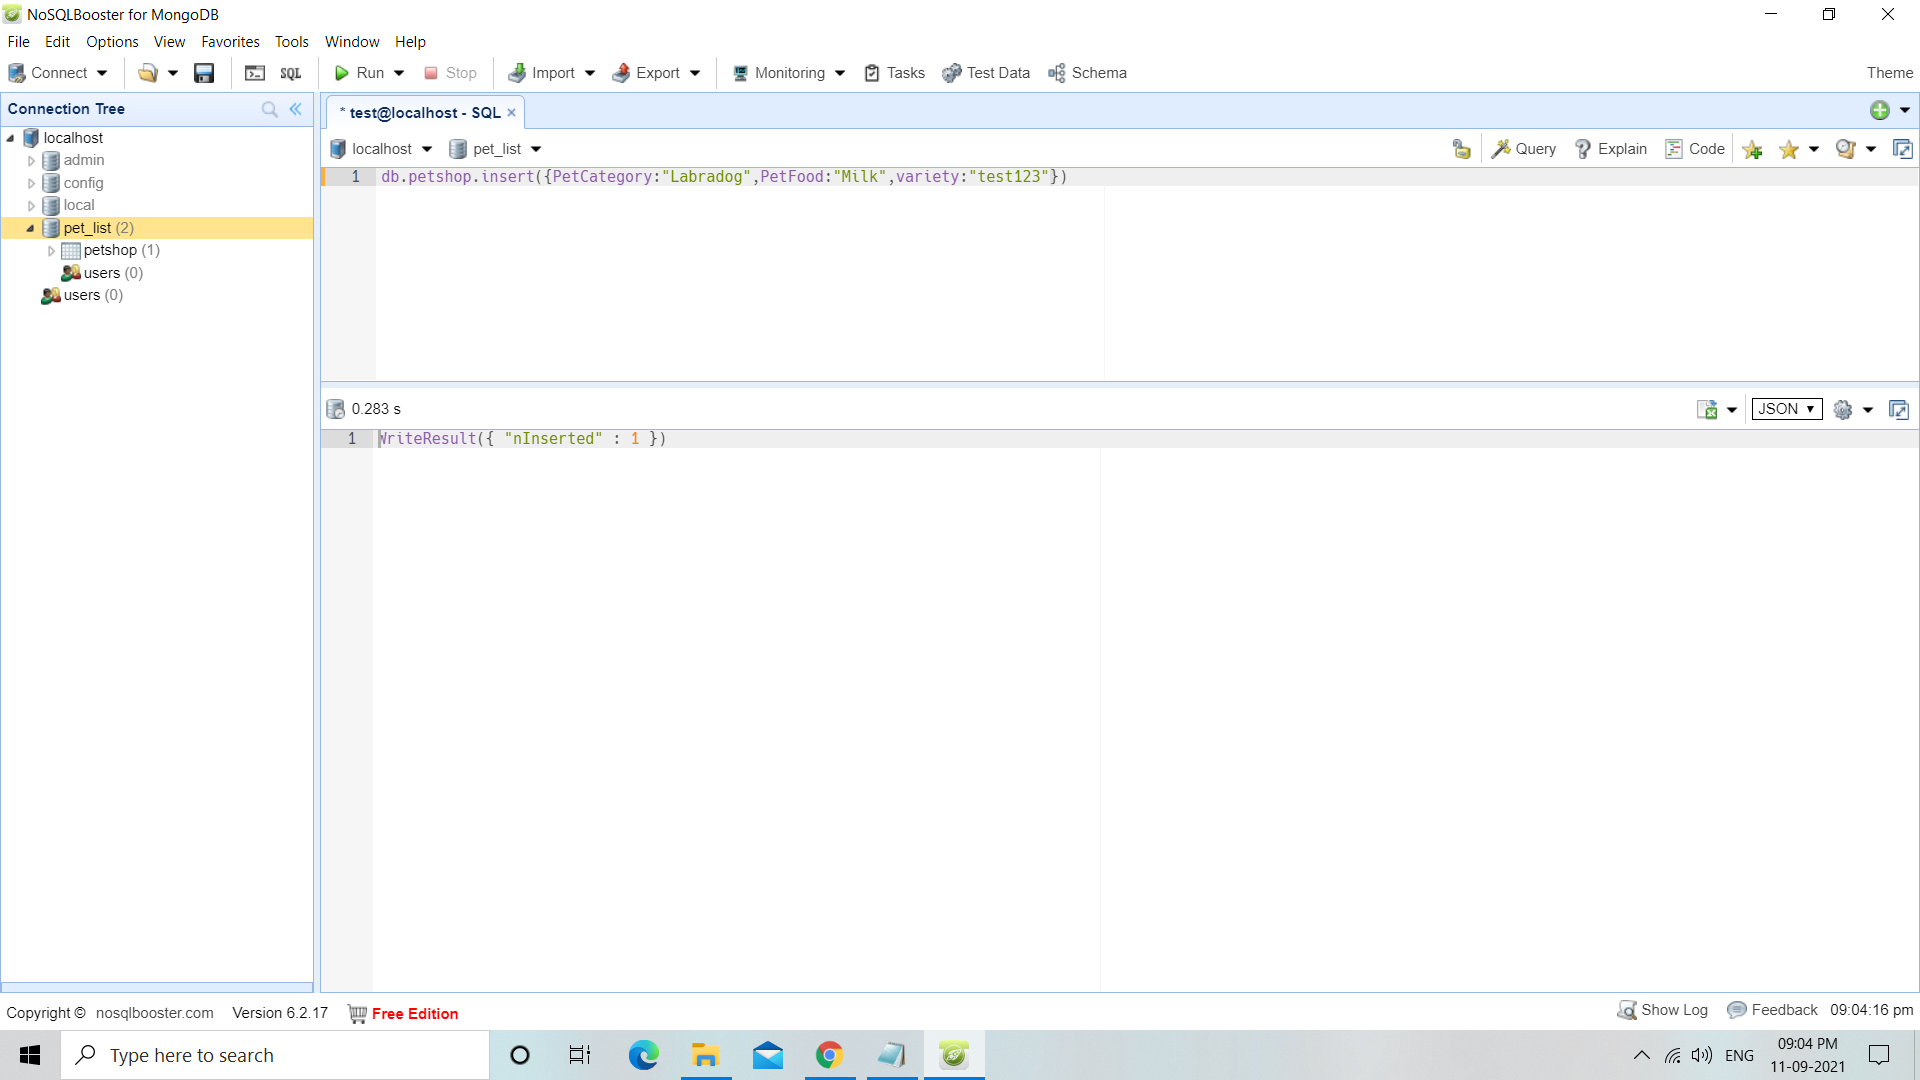 NoSQLBooster for MongoDB
File Edit Options View Favorites Tools Window Help
Connect SQL Run Stop Import Export Monitoring Tasks Test Data Schema Theme
Connection Tree
* test@localhost - SQL ×
localhost
admin
config
local
pet_list (2)
petshop (1)
users (0)
users (0)
localhost pet_list Query Explain Code
1 db.petshop.insert({PetCategory:"Labradog",PetFood:"Milk",variety:"test123"})
0.283 s JSON
1 WriteResult({ "nInserted" : 1 })
Copyright © nosqlbooster.com Version 6.2.17 Free Edition Show Log Feedback 09:04:16 pm
Type here to search ENG 09:04 PM
11-09-2021